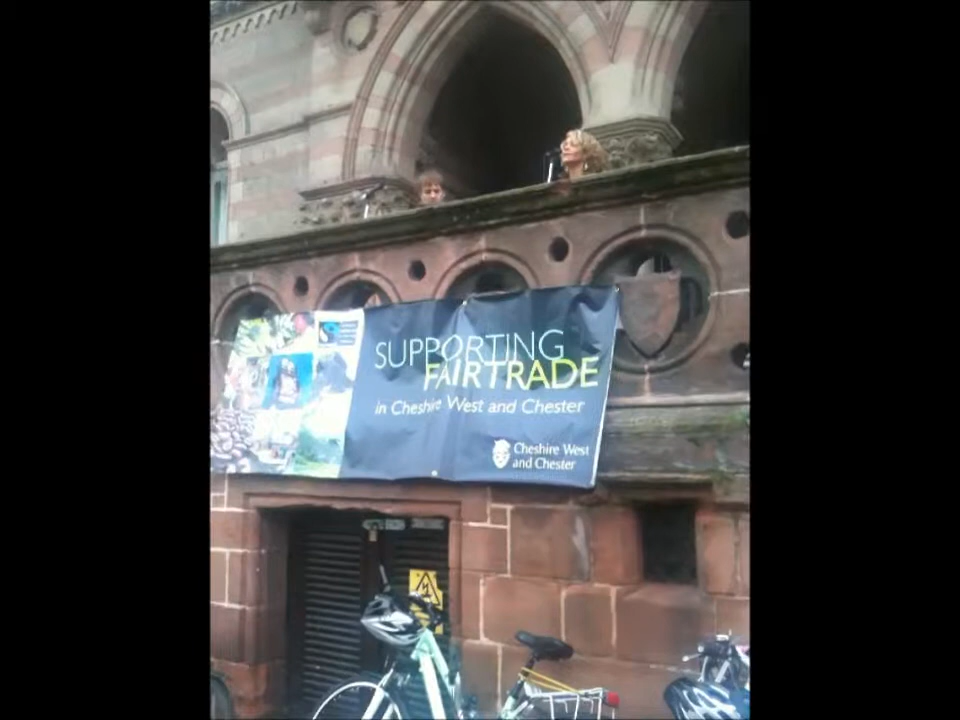 SUPPORTING
FAIRTRADE
in Cheshire West and Chester
Cheshire West
and Chester